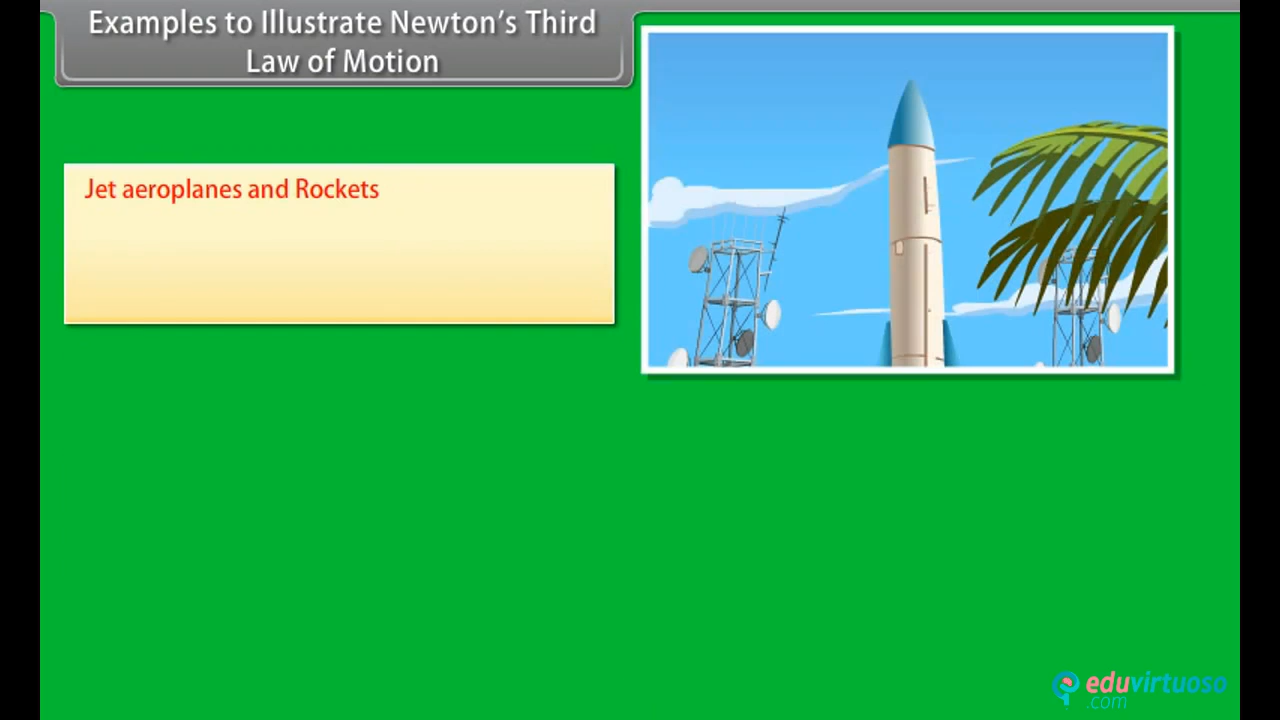 Examples to Illustrate Newton's Third
Law of Motion
Jet aeroplanes and Rockets
eduvirtuoso
.com